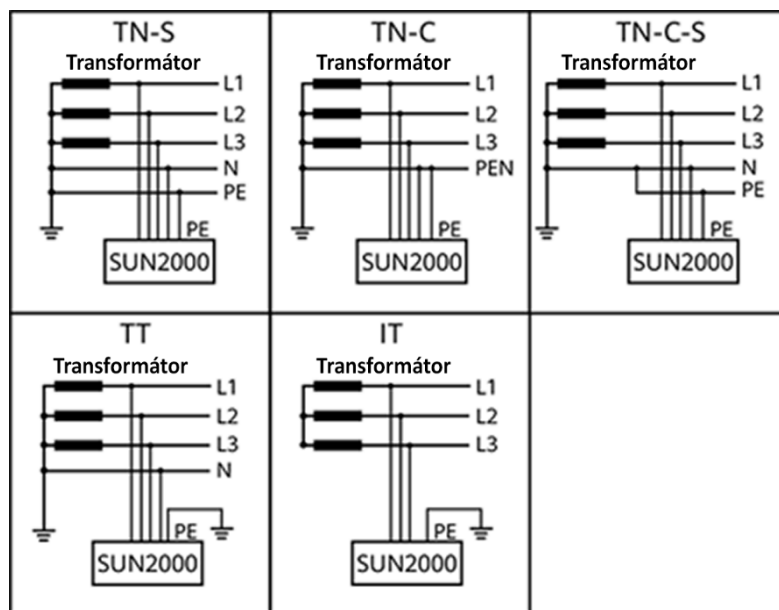 TN-S
Transformátor
L1
L2
L3
N
PE
PE
SUN2000
TN-C
Transformátor
L1
L2
L3
PEN
PE
SUN2000
TN-C-S
Transformátor
L1
L2
L3
N
PE
PE
SUN2000
TT
Transformátor
L1
L2
L3
N
PE
SUN2000
IT
Transformátor
L1
L2
L3
PE
SUN2000